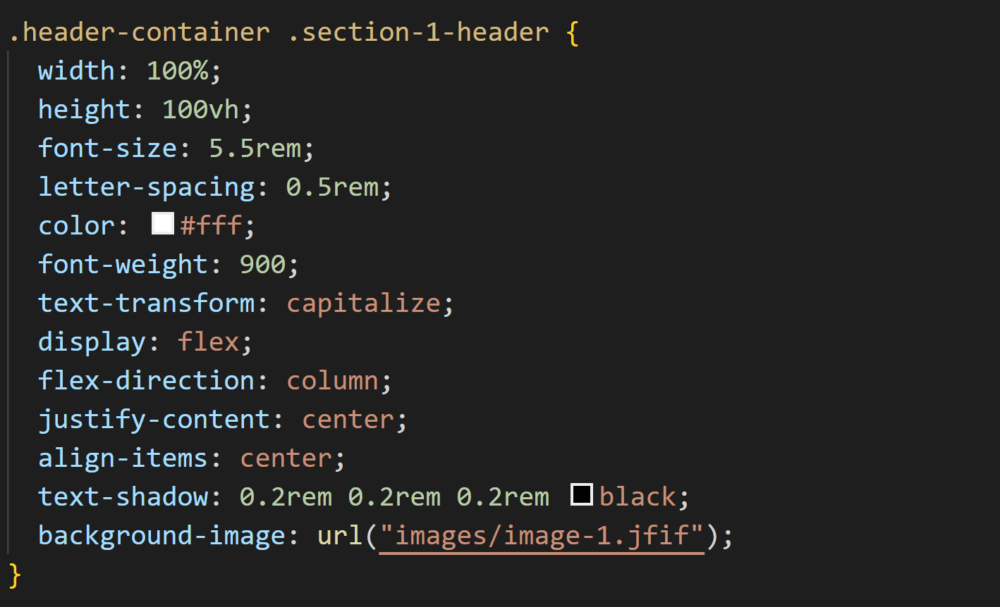 .header-container .section-1-header {
width: 100%;
height: 100vh;
font-size: 5.5rem;
letter-spacing: 0.5rem;
color: #fff;
font-weight: 900;
text-transform: capitalize;
display: flex;
flex-direction: column;
justify-content: center;
align-items: center;
text-shadow: 0.2rem 0.2rem 0.2rem black;
background-image: url("images/image-1.jfif");
}